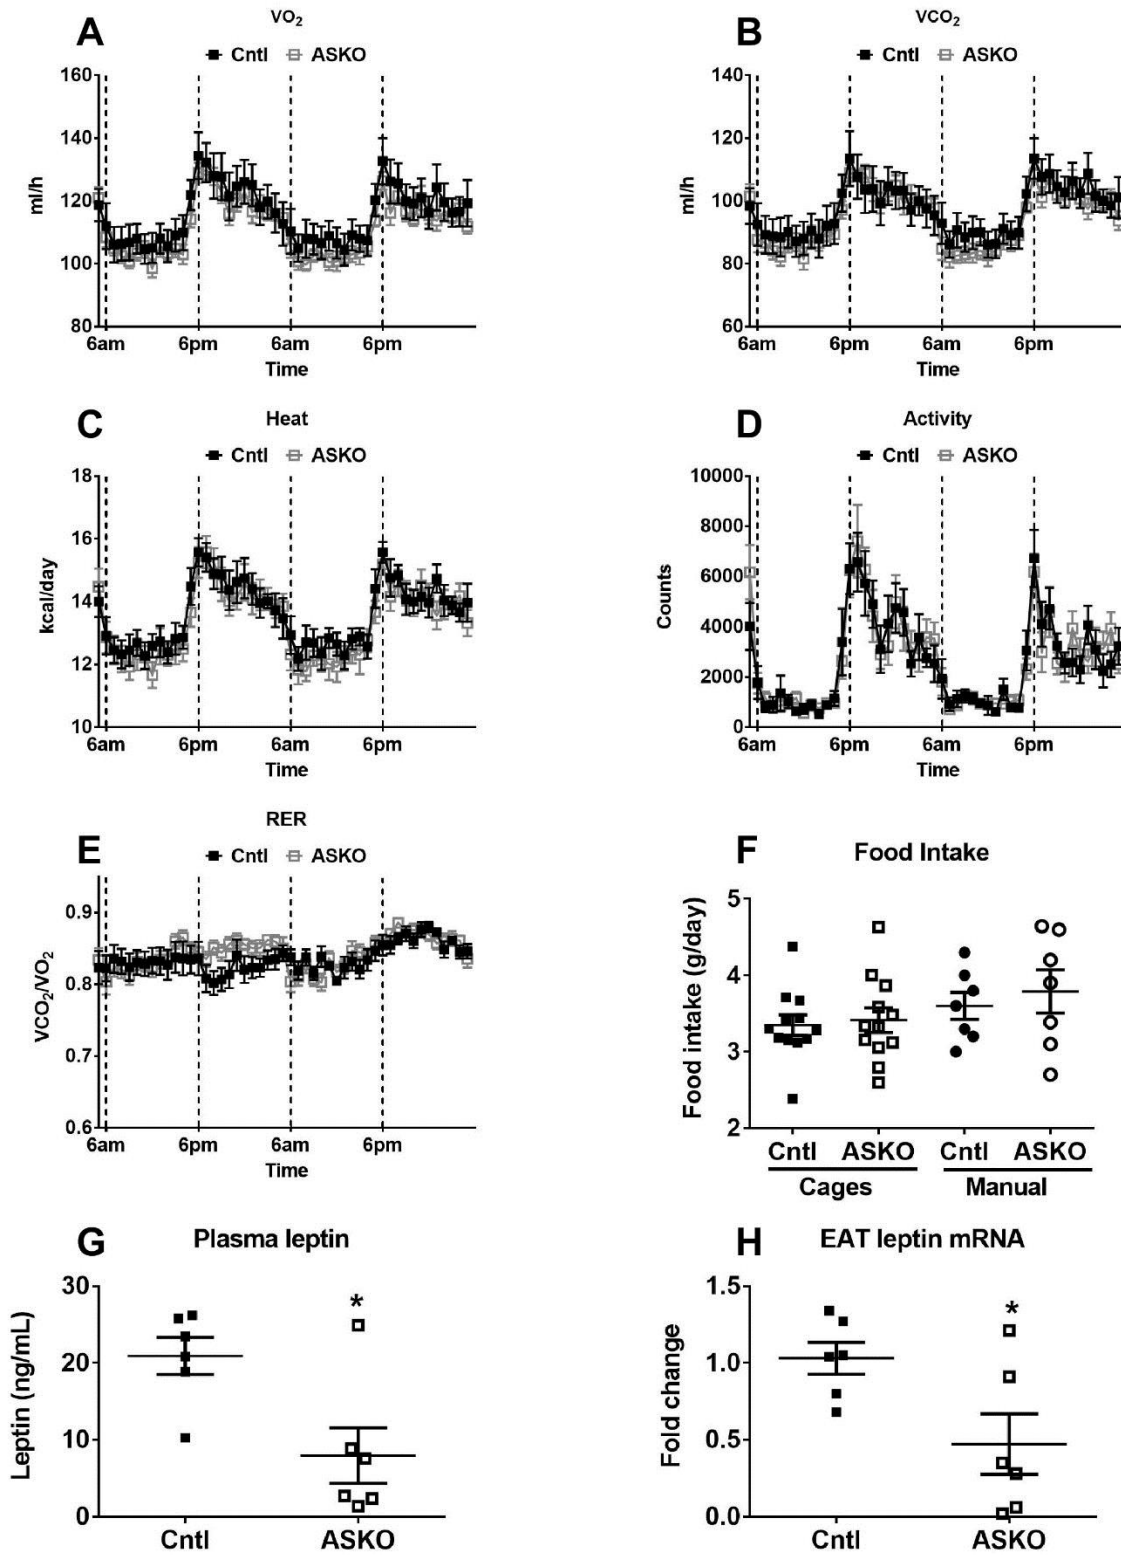 A
VO₂
Cntl ASKO
160
140
120
100
80
ml/h
6am 6pm 6am 6pm
Time
B
VCO₂
Cntl ASKO
140
120
100
80
60
ml/h
6am 6pm 6am 6pm
Time
C
Heat
Cntl ASKO
18
16
14
12
10
kcal/day
6am 6pm 6am 6pm
Time
D
Activity
Cntl ASKO
10000
8000
6000
4000
2000
0
Counts
6am 6pm 6am 6pm
Time
E
RER
Cntl ASKO
0.9
0.8
0.7
0.6
VCO₂/VO₂
6am 6pm 6am 6pm
Time
F
Food Intake
5
4
3
2
Food intake (g/day)
Cntl ASKO Cntl ASKO
Cages Manual
G
Plasma leptin
30
20
10
0
Leptin (ng/mL)
*
Cntl ASKO
H
EAT leptin mRNA
1.5
1.0
0.5
0.0
Fold change
*
Cntl ASKO